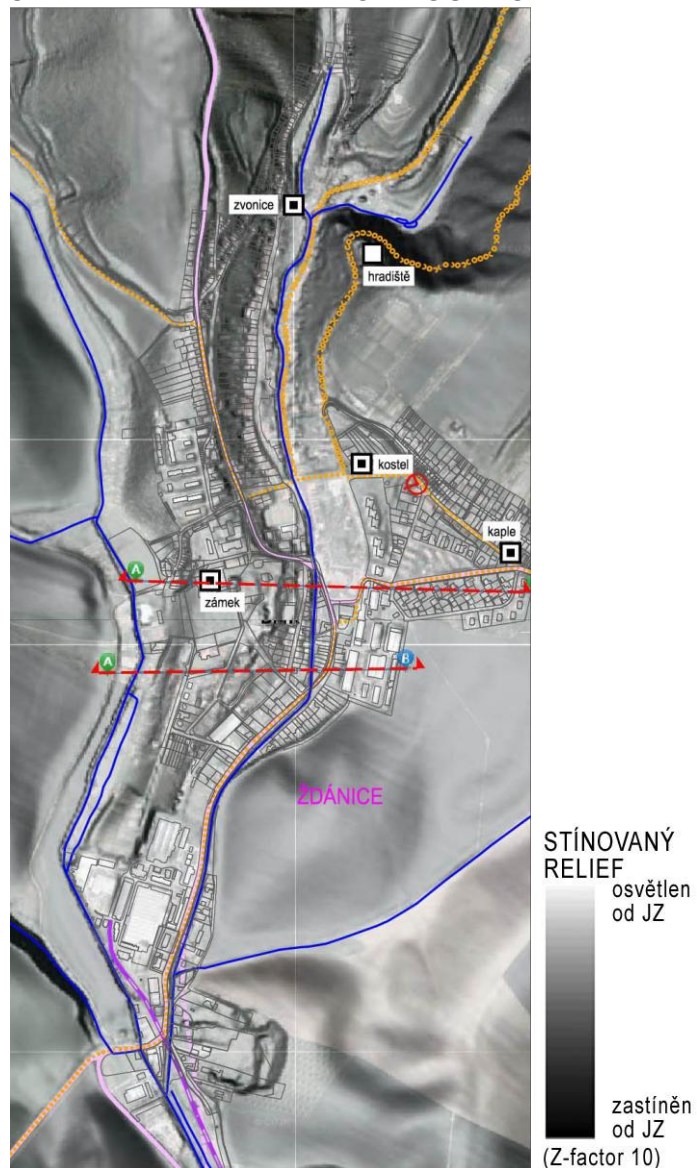 zvonice
hradiště
kostel
kaple
A
zámek
A
B
ŽDÁNICE
STÍNOVANÝ
RELIEF
osvětlen
od JZ
zastíněn
od JZ
(Z-factor 10)